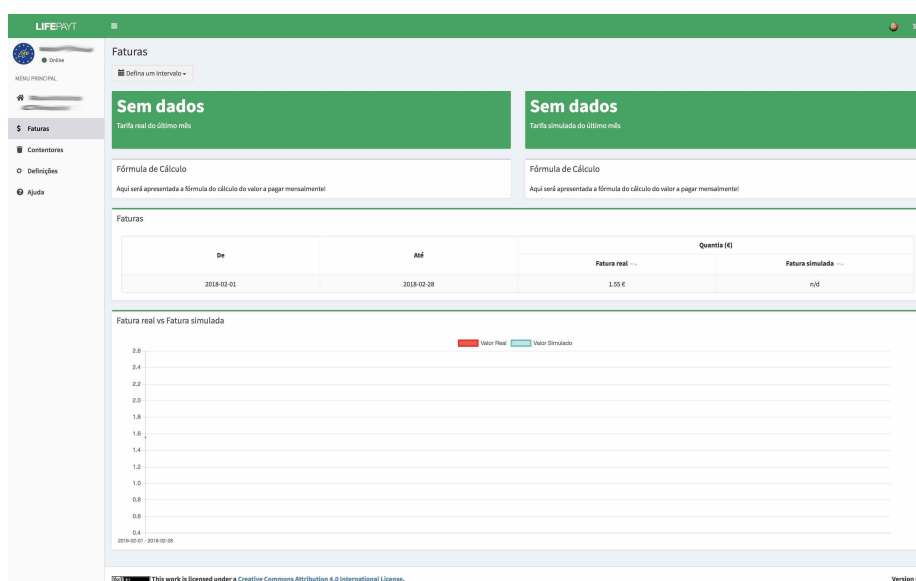 LIFEPAYT
S
Online
MENU PRINCIPAL
Faturas
Contentores
Definições
Ajuda
Faturas
Defina um intervalo
Sem dados
Tarifa real do último mês
Sem dados
Tarifa simulada do último mês
Fórmula de Cálculo
Aqui será apresentada a fórmula do cálculo do valor a pagar mensalmente!
Fórmula de Cálculo
Aqui será apresentada a fórmula do cálculo do valor a pagar mensalmente!
Faturas
De Até Quantia (€)
Fatura real Fatura simulada
2018-02-01 2018-02-28 1.55 € n/d
Fatura real vs Fatura simulada
Valor Real Valor Simulado
2.6
2.4
2.2
2.0
1.8
1.6
1.4
1.2
1.0
0.8
0.6
0.4
2018-02-01 - 2018-02-28
This work is licensed under a Creative Commons Attribution 4.0 International License.
Version